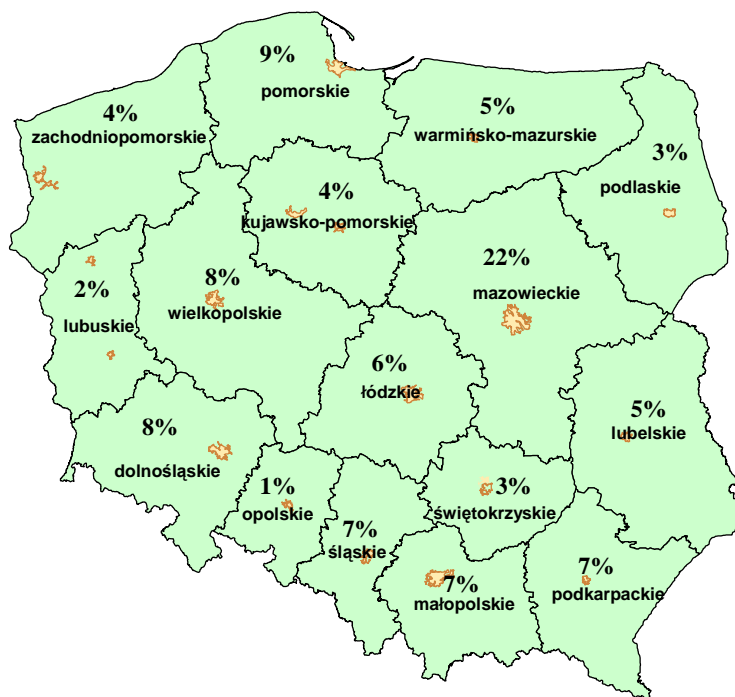 9%
pomorskie
4%
zachodniopomorskie
5%
warmińsko-mazurskie
3%
podlaskie
4%
kujawsko-pomorskie
22%
mazowieckie
2%
lubuskie
8%
wielkopolskie
6%
łódzkie
5%
lubelskie
8%
dolnośląskie
1%
opolskie
7%
śląskie
3%
świętokrzyskie
7%
małopolskie
7%
podkarpackie